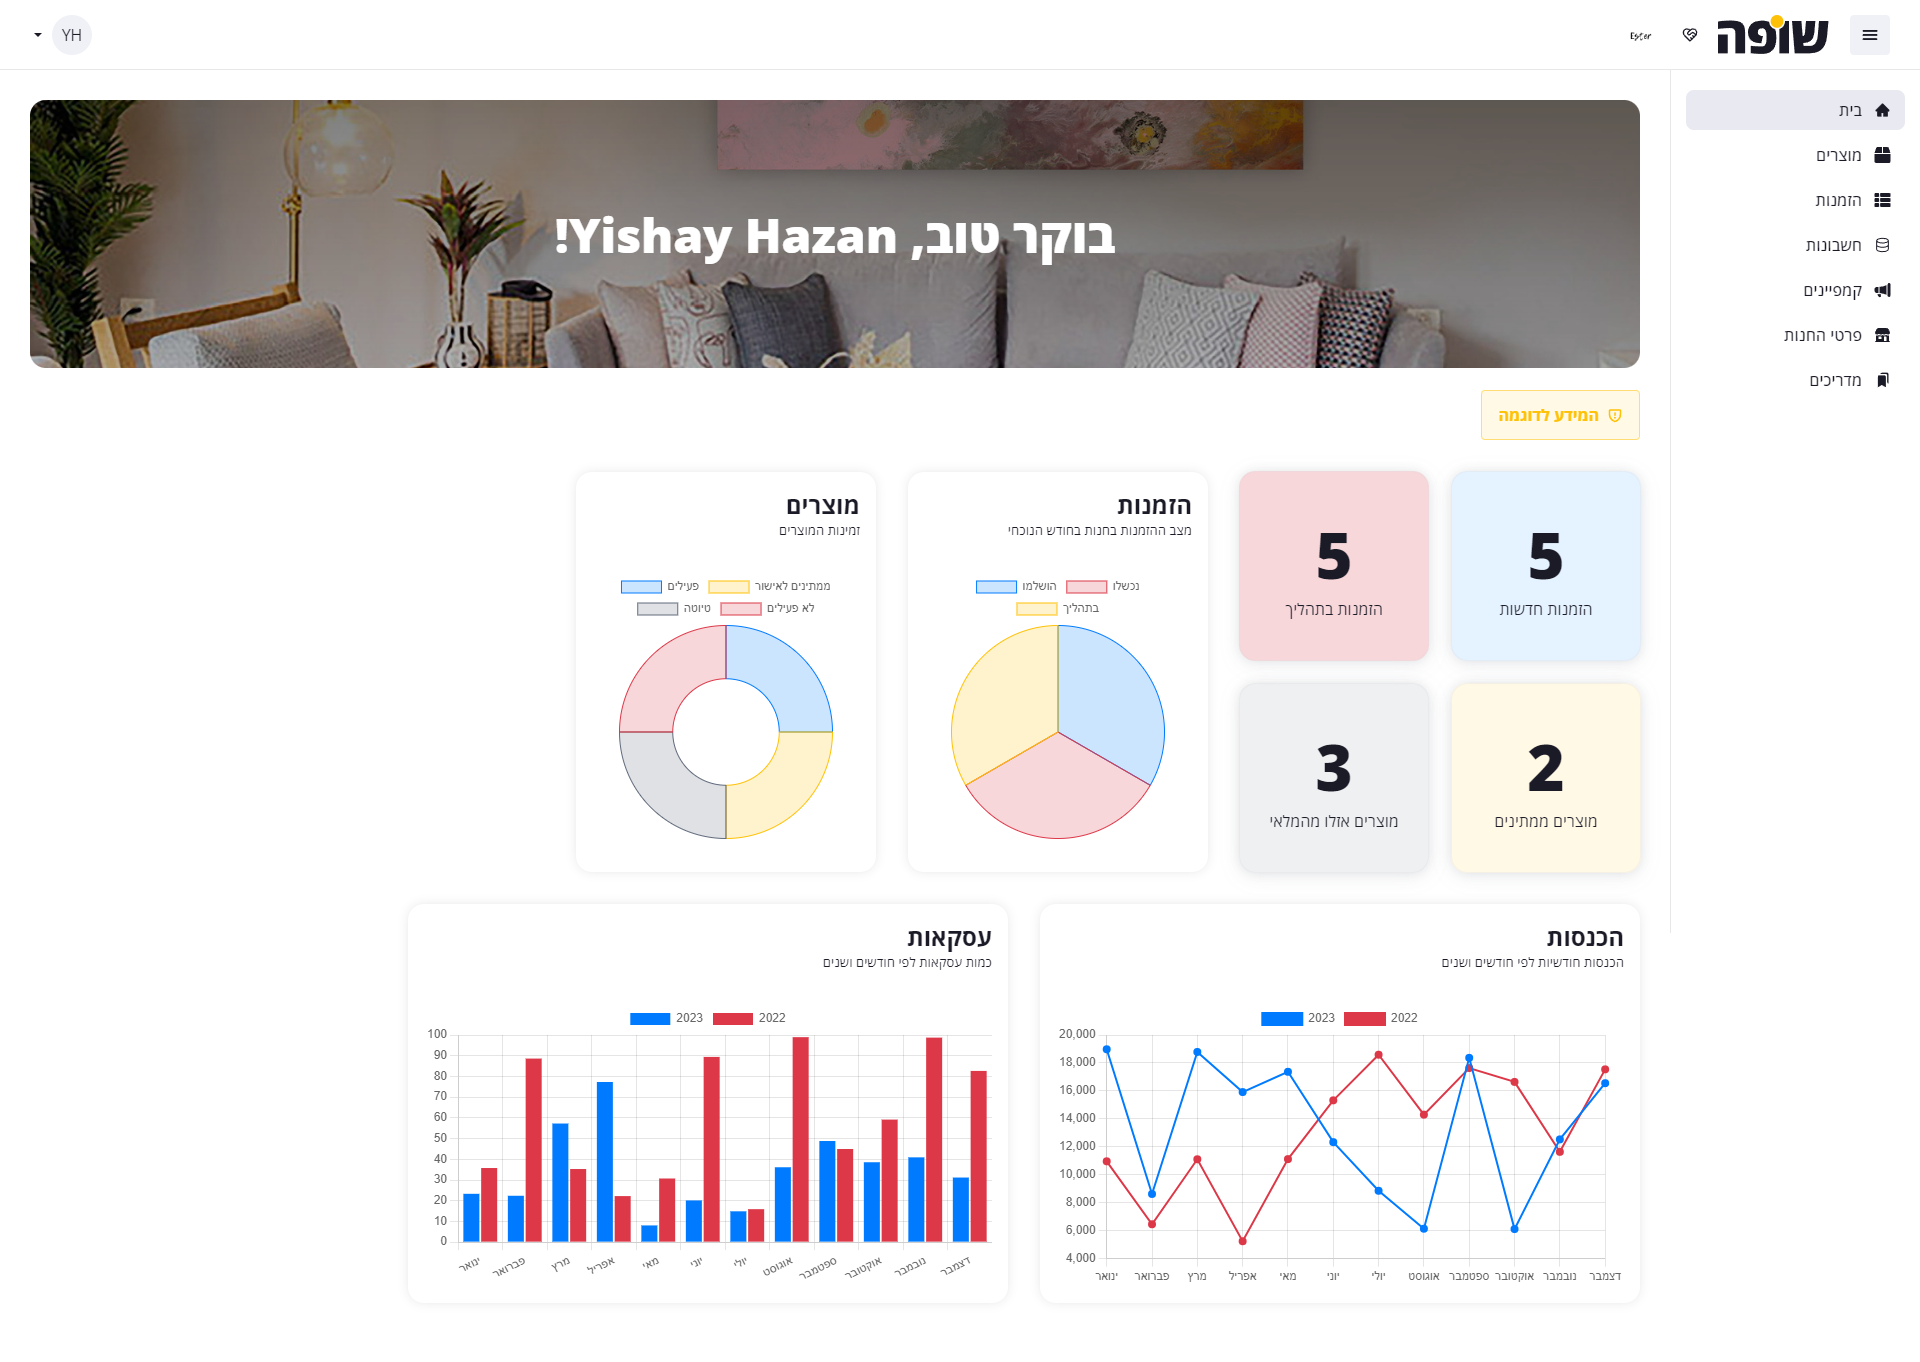 שופה
Ester
YH
בית
מוצרים
הזמנות
חשבונות
קמפיינים
פרטי החנות
מדריכים
בוקר טוב, Yishay Hazan!
המידע לדוגמה
5
הזמנות חדשות
5
הזמנות בתהליך
2
מוצרים ממתינים
3
מוצרים אזלו מהמלאי
הזמנות
מצב ההזמנות בחנות בחודש הנוכחי
הושלמו
נכשלו
בתהליך
מוצרים
זמינות המוצרים
פעילים
ממתינים לאישור
טיוטה
לא פעילים
הכנסות
הכנסות חודשיות לפי חודשים ושנים
2023
2022
20,000
18,000
16,000
14,000
12,000
10,000
8,000
6,000
4,000
ינואר
פברואר
מרץ
אפריל
מאי
יוני
יולי
אוגוסט
ספטמבר
אוקטובר
נובמבר
דצמבר
עסקאות
כמות עסקאות לפי חודשים ושנים
2023
2022
100
90
80
70
60
50
40
30
20
10
0
ינואר
פברואר
מרץ
אפריל
מאי
יוני
יולי
אוגוסט
ספטמבר
אוקטובר
נובמבר
דצמבר